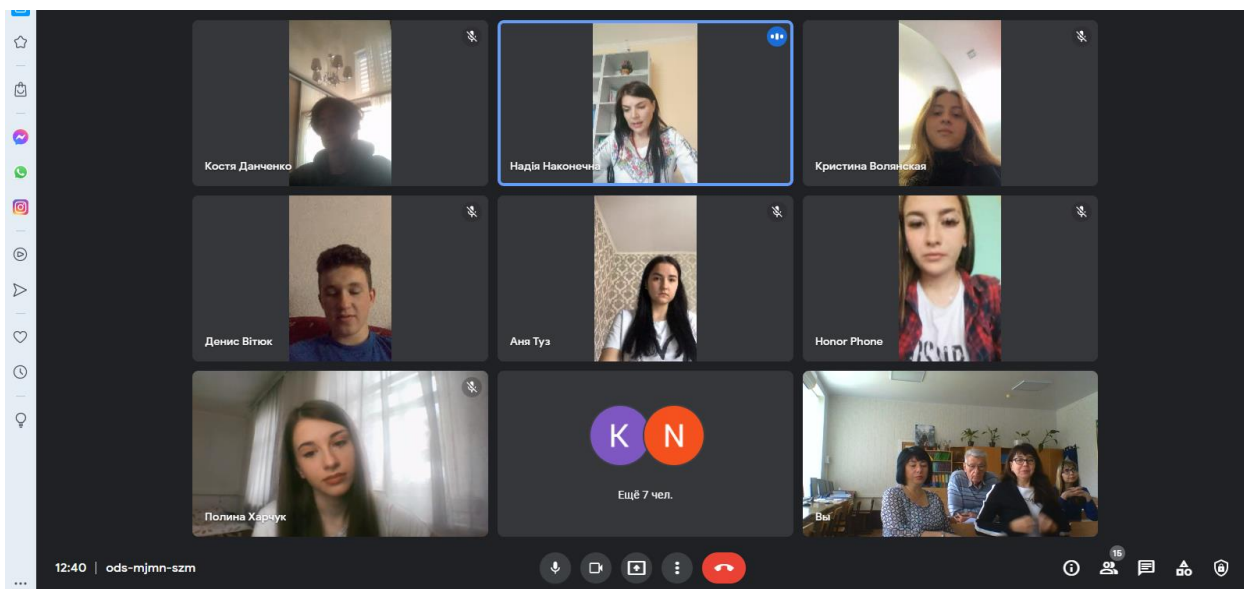 Костя Данченко
Надія Наконечна
Кристина Волянская
Денис Вітюк
Аня Туз
Honor Phone
Полина Харчук
K N
Ещё 7 чел.
Вы
12:40 | ods-mjmn-szm
15